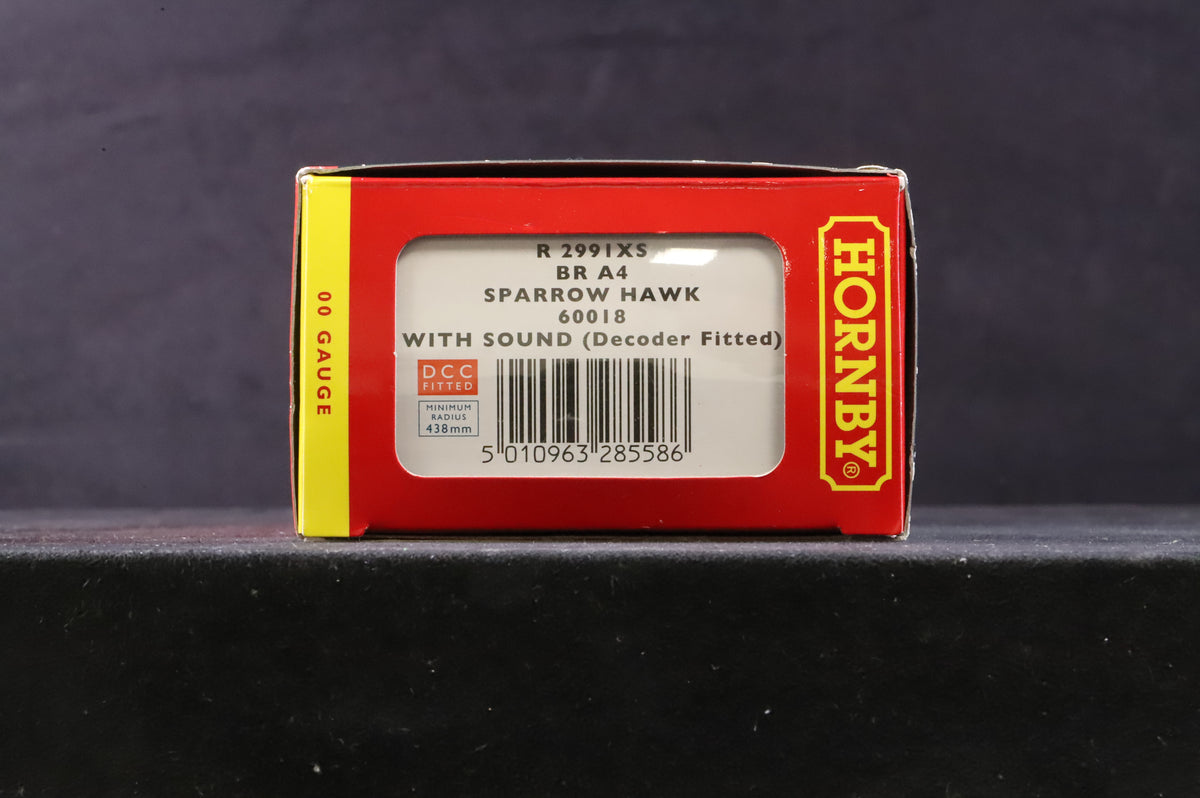 00 GAUGE
R 2991XS
BR A4
SPARROW HAWK
60018
WITH SOUND (Decoder Fitted)
DCC
FITTED
MINIMUM
RADIUS
438mm
5 010963 285586
HORNBY®